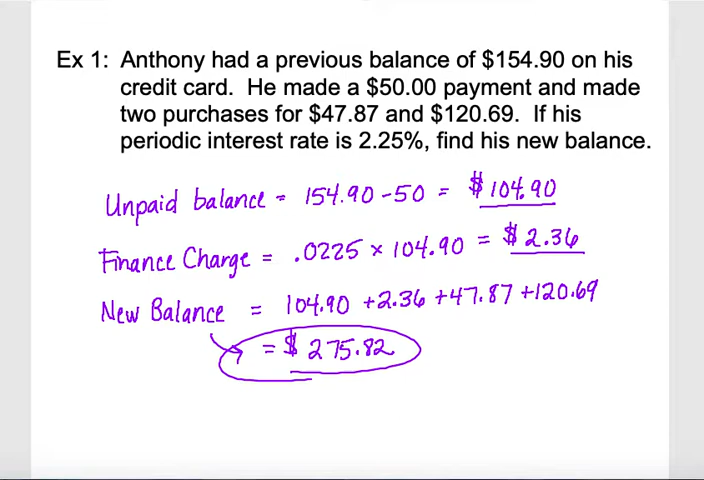 Ex 1: Anthony had a previous balance of $154.90 on his
credit card. He made a $50.00 payment and made
two purchases for $47.87 and $120.69. If his
periodic interest rate is 2.25%, find his new balance.
Unpaid balance = 154.90 - 50 = $104.90
Finance Charge = .0225 × 104.90 = $2.36
New Balance = 104.90 + 2.36 + 47.87 + 120.69
= $275.82